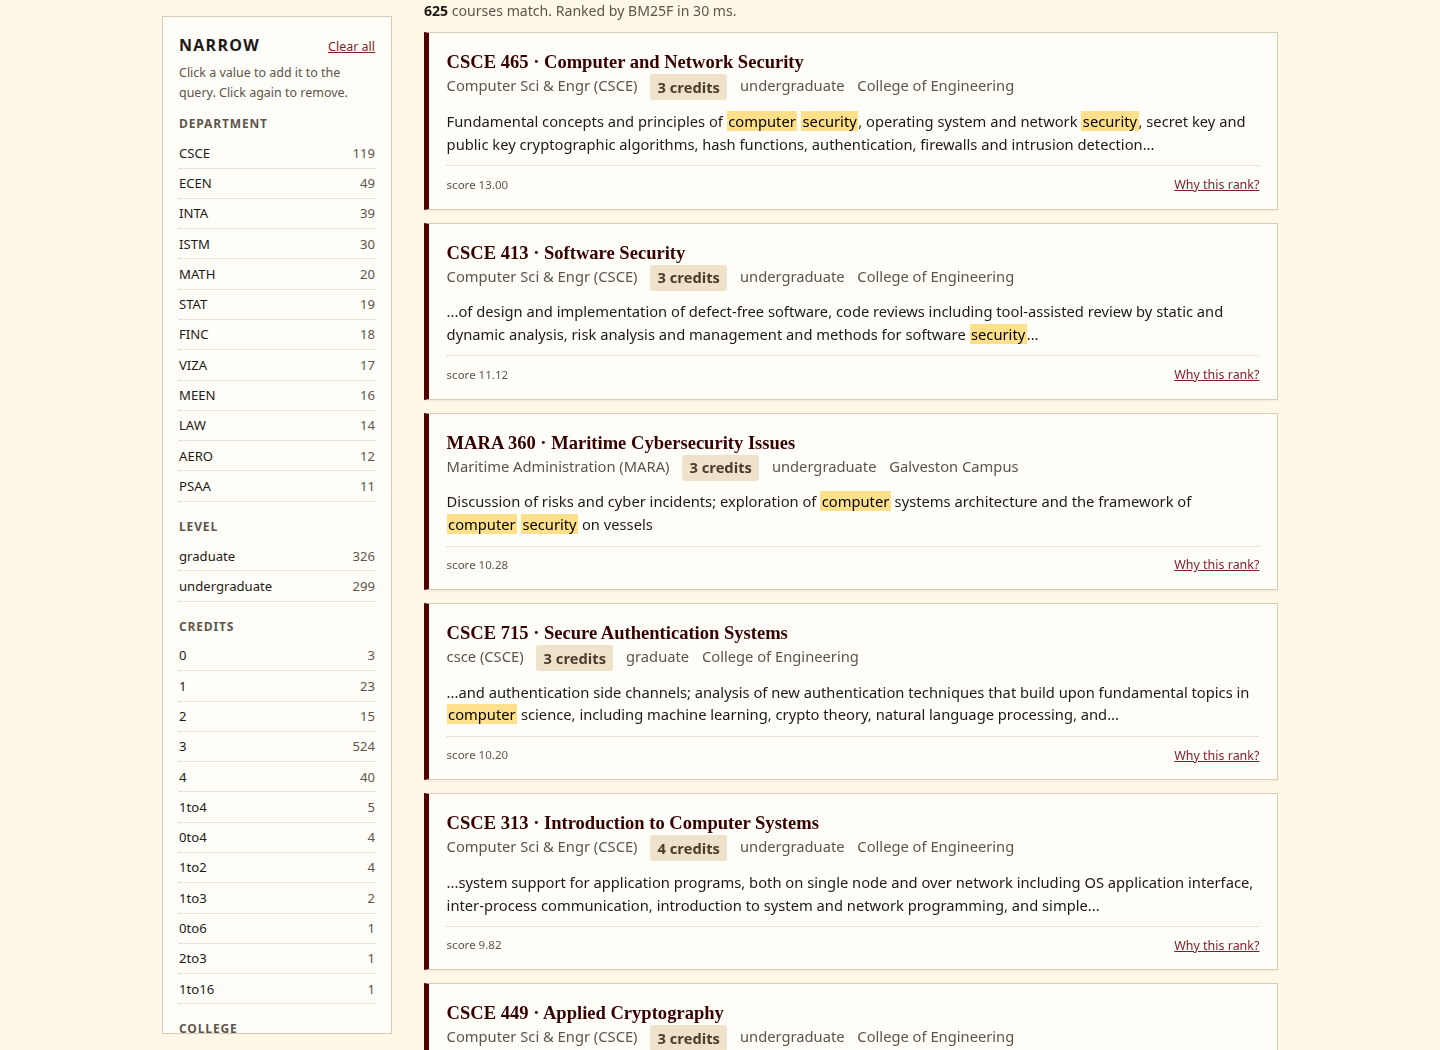 625 courses match. Ranked by BM25F in 30 ms.
NARROW
Clear all
Click a value to add it to the
query. Click again to remove.
DEPARTMENT
CSCE 119
ECEN 49
INTA 39
ISTM 30
MATH 20
STAT 19
FINC 18
VIZA 17
MEEN 16
LAW 14
AERO 12
PSAA 11
LEVEL
graduate 326
undergraduate 299
CREDITS
0 3
1 23
2 15
3 524
4 40
1to4 5
0to4 4
1to2 4
1to3 2
0to6 1
2to3 1
1to16 1
COLLEGE
CSCE 465 · Computer and Network Security
Computer Sci & Engr (CSCE) 3 credits undergraduate College of Engineering
Fundamental concepts and principles of computer security, operating system and network security, secret key and
public key cryptographic algorithms, hash functions, authentication, firewalls and intrusion detection...
score 13.00 Why this rank?
CSCE 413 · Software Security
Computer Sci & Engr (CSCE) 3 credits undergraduate College of Engineering
...of design and implementation of defect-free software, code reviews including tool-assisted review by static and
dynamic analysis, risk analysis and management and methods for software security...
score 11.12 Why this rank?
MARA 360 · Maritime Cybersecurity Issues
Maritime Administration (MARA) 3 credits undergraduate Galveston Campus
Discussion of risks and cyber incidents; exploration of computer systems architecture and the framework of
computer security on vessels
score 10.28 Why this rank?
CSCE 715 · Secure Authentication Systems
csce (CSCE) 3 credits graduate College of Engineering
...and authentication side channels; analysis of new authentication techniques that build upon fundamental topics in
computer science, including machine learning, crypto theory, natural language processing, and...
score 10.20 Why this rank?
CSCE 313 · Introduction to Computer Systems
Computer Sci & Engr (CSCE) 4 credits undergraduate College of Engineering
...system support for application programs, both on single node and over network including OS application interface,
inter-process communication, introduction to system and network programming, and simple...
score 9.82 Why this rank?
CSCE 449 · Applied Cryptography
Computer Sci & Engr (CSCE) 3 credits undergraduate College of Engineering